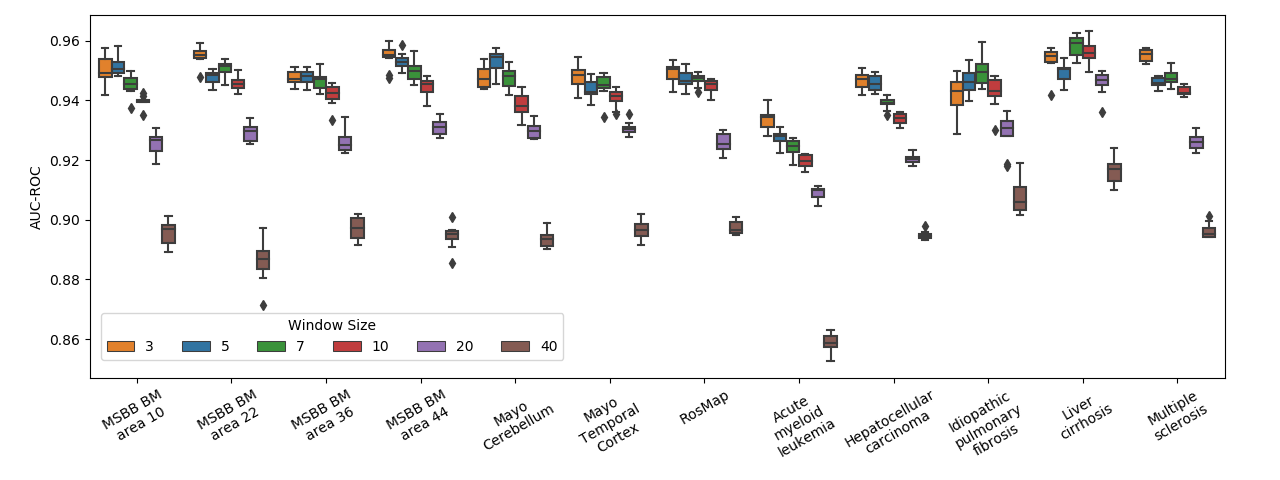 0.96
0.94
0.92
0.90
0.88
0.86
AUC-ROC
Window Size
3 5 7 10 20 40
MSBB BM
area 10
MSBB BM
area 22
MSBB BM
area 36
MSBB BM
area 44
Mayo
Cerebellum
Mayo
Temporal
Cortex
RosMap
Acute
myeloid
leukemia
Hepatocellular
carcinoma
Idiopathic
pulmonary
fibrosis
Liver
cirrhosis
Multiple
sclerosis